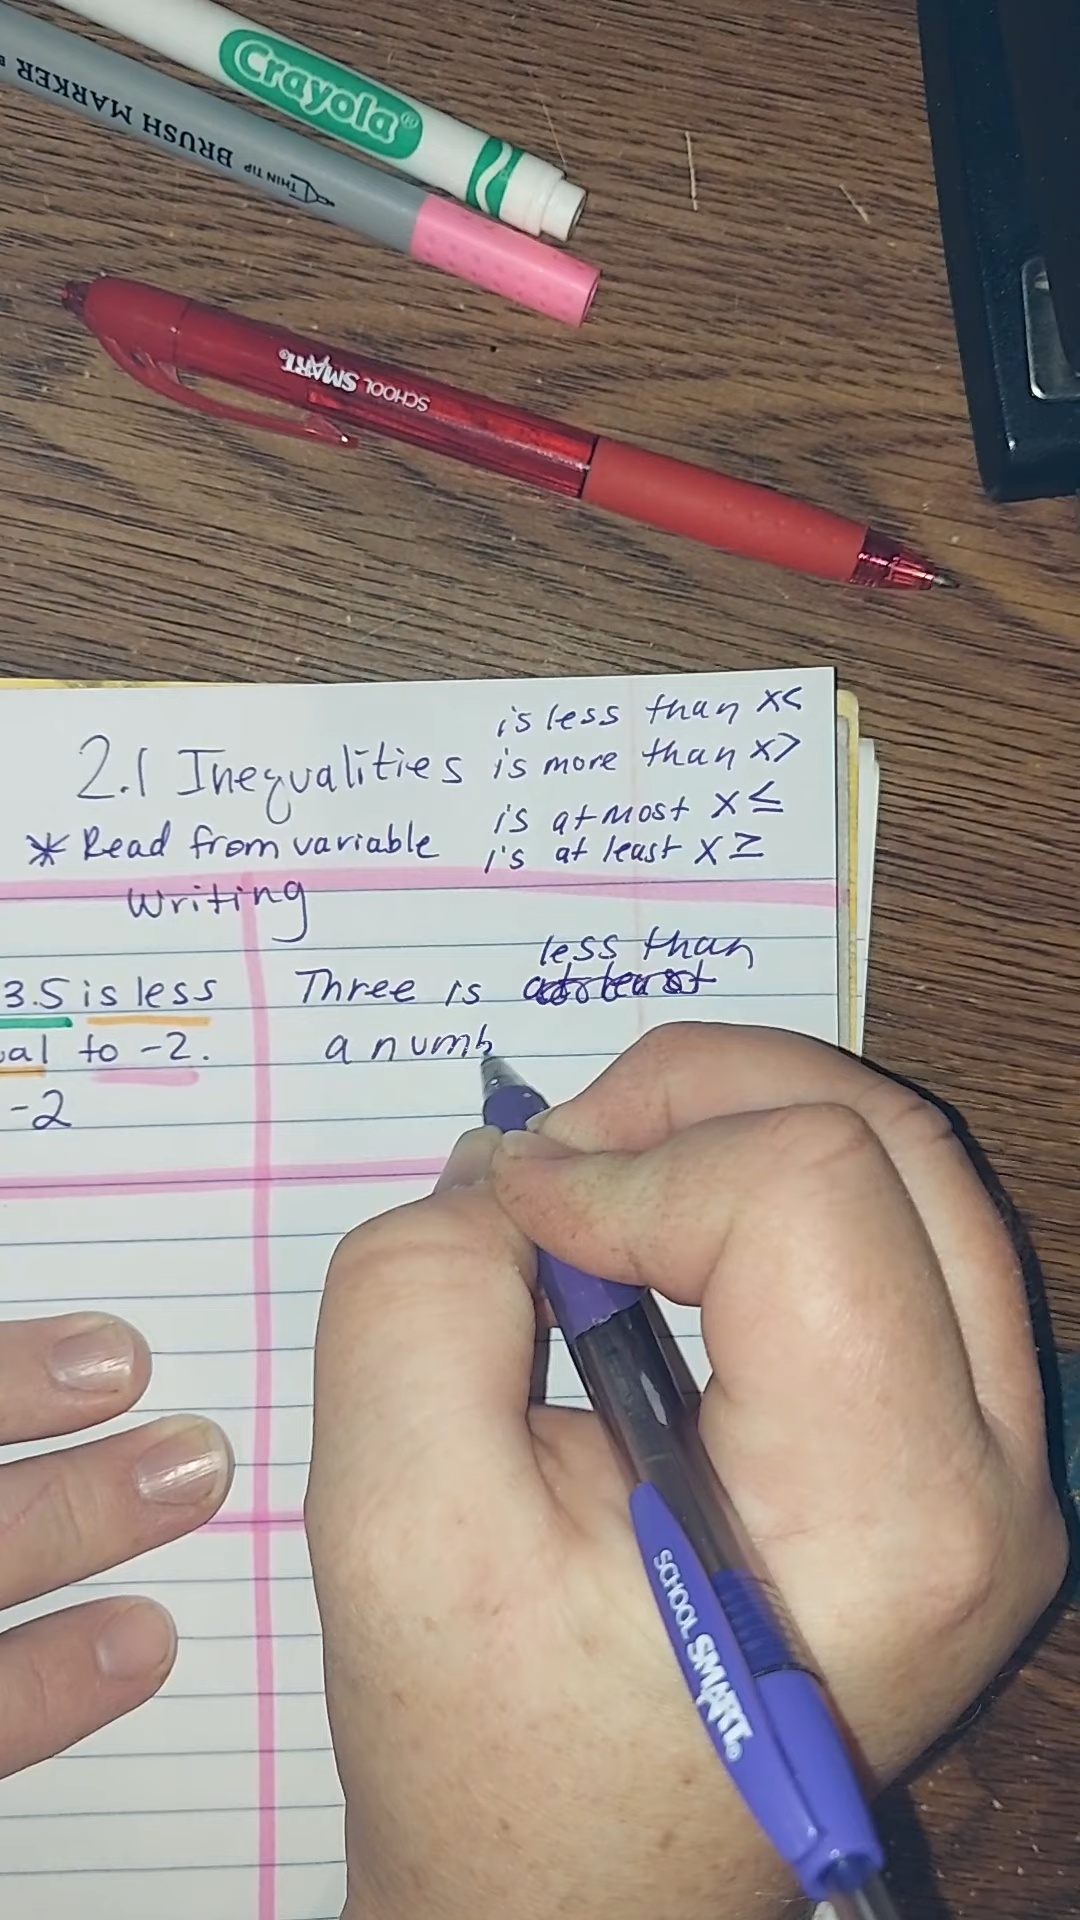 Crayola
THIN TIP BRUSH MARKER
SCHOOL SMART
is less than x<
2.1 Inequalities is more than x>
is at most x ≤
* Read from variable is at least x ≥
Writing
less than
3.5 is less Three is
al to -2. a numb
-2
SCHOOL SMART